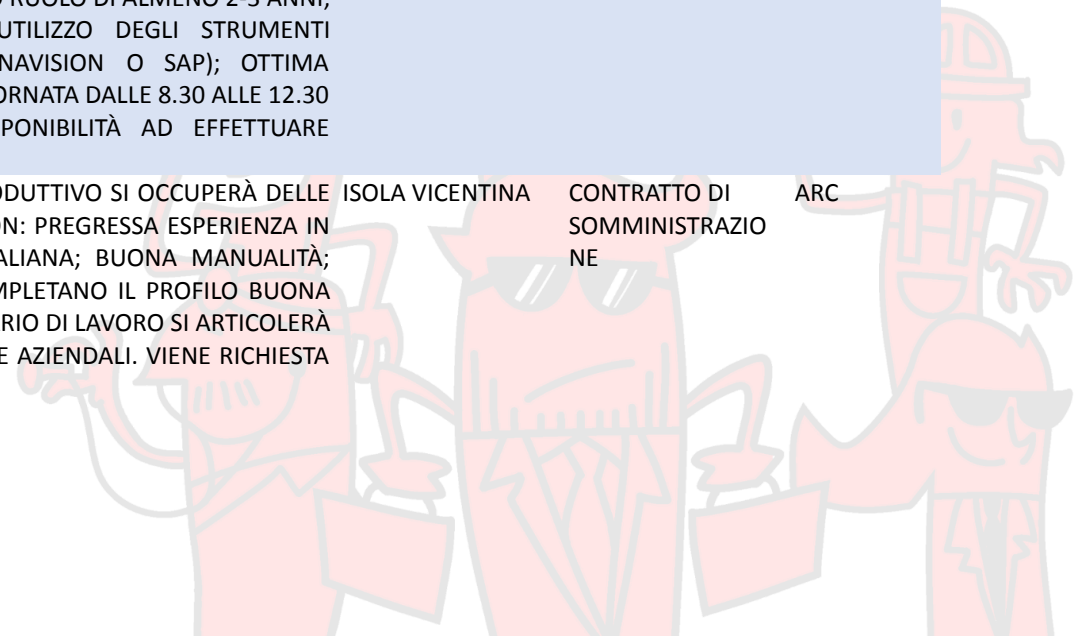 RUOLO DI ALMENO 2-3 ANNI;
UTILIZZO DEGLI STRUMENTI
NAVISION O SAP); OTTIMA
ORNATA DALLE 8.30 ALLE 12.30
PONIBILITÀ AD EFFETTUARE
ODUTTIVO SI OCCUPERÀ DELLE ISOLA VICENTINA CONTRATTO DI ARC
ON: PREGRESSA ESPERIENZA IN SOMMINISTRAZIO
ALIANA; BUONA MANUALITÀ; NE
MPLETANO IL PROFILO BUONA
RIO DI LAVORO SI ARTICOLERÀ
E AZIENDALI. VIENE RICHIESTA